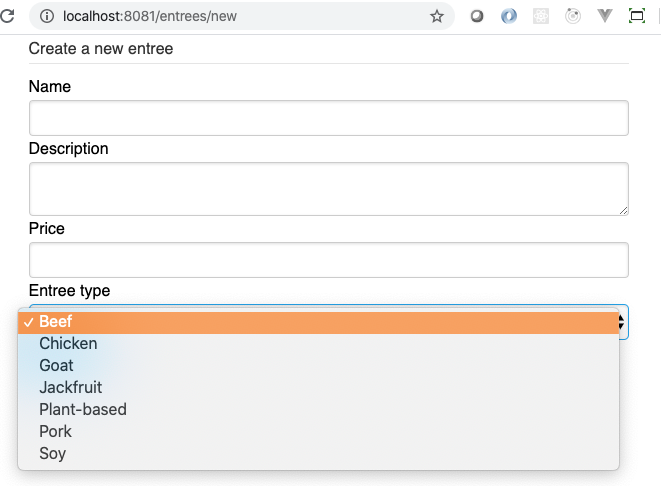 localhost:8081/entrees/new
Create a new entree
Name
Description
Price
Entree type
✓ Beef
Chicken
Goat
Jackfruit
Plant-based
Pork
Soy